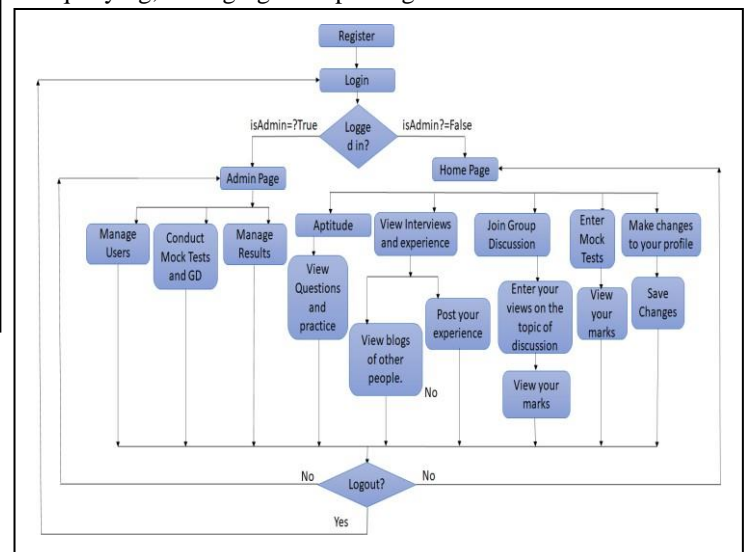 Register
Login
isAdmin=?True
Logge
d in?
isAdmin?=False
Admin Page
Home Page
Manage
Users
Conduct
Mock Tests
and GD
Manage
Results
Aptitude
View Interviews
and experience
Join Group
Discussion
Enter
Mock
Tests
Make changes
to your profile
View
Questions
and
practice
View blogs
of other
people.
Post your
experience
No
Enter your
views on the
topic of
discussion
View your
marks
View
your
marks
Save
Changes
No
Logout?
No
Yes